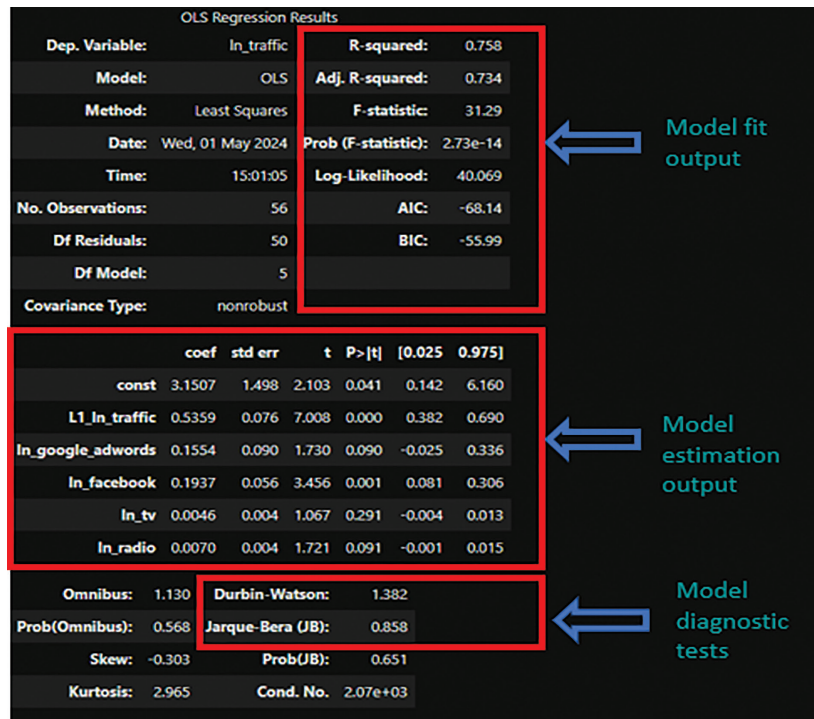 OLS Regression Results
Dep. Variable: ln_traffic R-squared: 0.758
Model: OLS Adj. R-squared: 0.734
Method: Least Squares F-statistic: 31.29
Date: Wed, 01 May 2024 Prob (F-statistic): 2.73e-14
Time: 15:01:05 Log-Likelihood: 40.069
No. Observations: 56 AIC: -68.14
Df Residuals: 50 BIC: -55.99
Df Model: 5
Covariance Type: nonrobust
Model fit
output
coef std err t P>|t| [0.025 0.975]
const 3.1507 1.498 2.103 0.041 0.142 6.160
L1_ln_traffic 0.5359 0.076 7.008 0.000 0.382 0.690
ln_google_adwords 0.1554 0.090 1.730 0.090 -0.025 0.336
ln_facebook 0.1937 0.056 3.456 0.001 0.081 0.306
ln_tv 0.0046 0.004 1.067 0.291 -0.004 0.013
ln_radio 0.0070 0.004 1.721 0.091 -0.001 0.015
Model
estimation
output
Omnibus: 1.130 Durbin-Watson: 1.382
Prob(Omnibus): 0.568 Jarque-Bera (JB): 0.858
Skew: -0.303 Prob(JB): 0.651
Kurtosis: 2.965 Cond. No. 2.07e+03
Model
diagnostic
tests